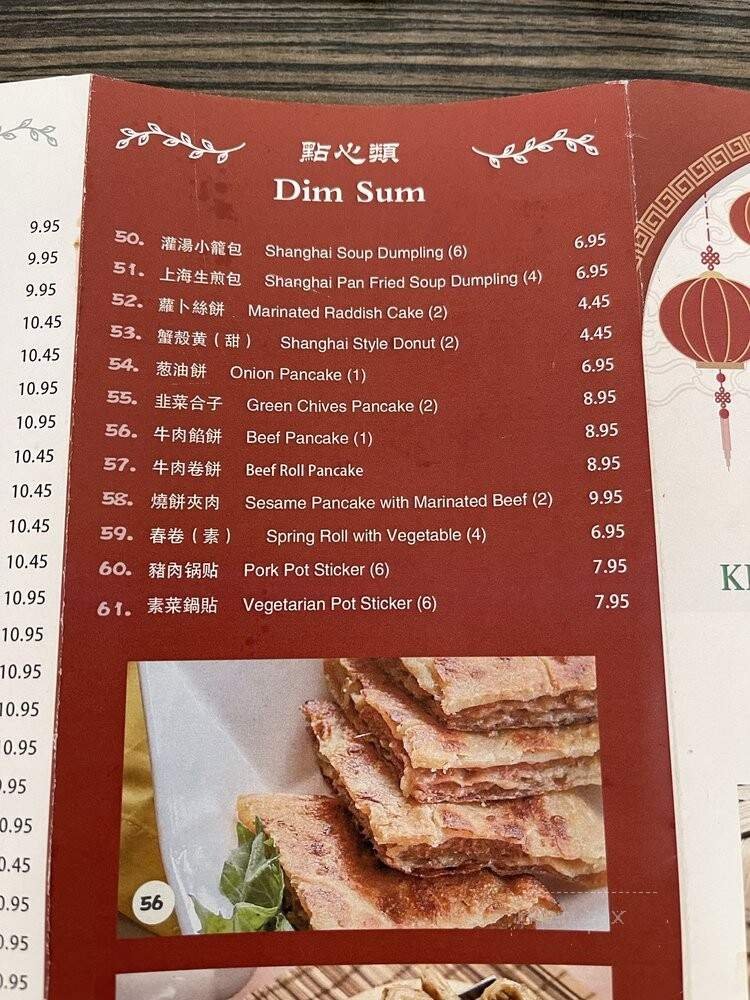 點心類
Dim Sum
50. 灌湯小籠包 Shanghai Soup Dumpling (6) 6.95
51. 上海生煎包 Shanghai Pan Fried Soup Dumpling (4) 6.95
52. 蘿卜絲餅 Marinated Raddish Cake (2) 4.45
53. 蟹殼黄（甜） Shanghai Style Donut (2) 4.45
54. 葱油餅 Onion Pancake (1) 6.95
55. 韭菜合子 Green Chives Pancake (2) 8.95
56. 牛肉餡餅 Beef Pancake (1) 8.95
57. 牛肉卷餅 Beef Roll Pancake 8.95
58. 燒餅夾肉 Sesame Pancake with Marinated Beef (2) 9.95
59. 春卷（素） Spring Roll with Vegetable (4) 6.95
60. 豬肉锅贴 Pork Pot Sticker (6) 7.95
61. 素菜鍋貼 Vegetarian Pot Sticker (6) 7.95
56
9.95
9.95
9.95
10.45
10.45
10.95
10.95
10.45
10.45
10.45
10.45
10.95
10.95
10.95
10.95
10.95